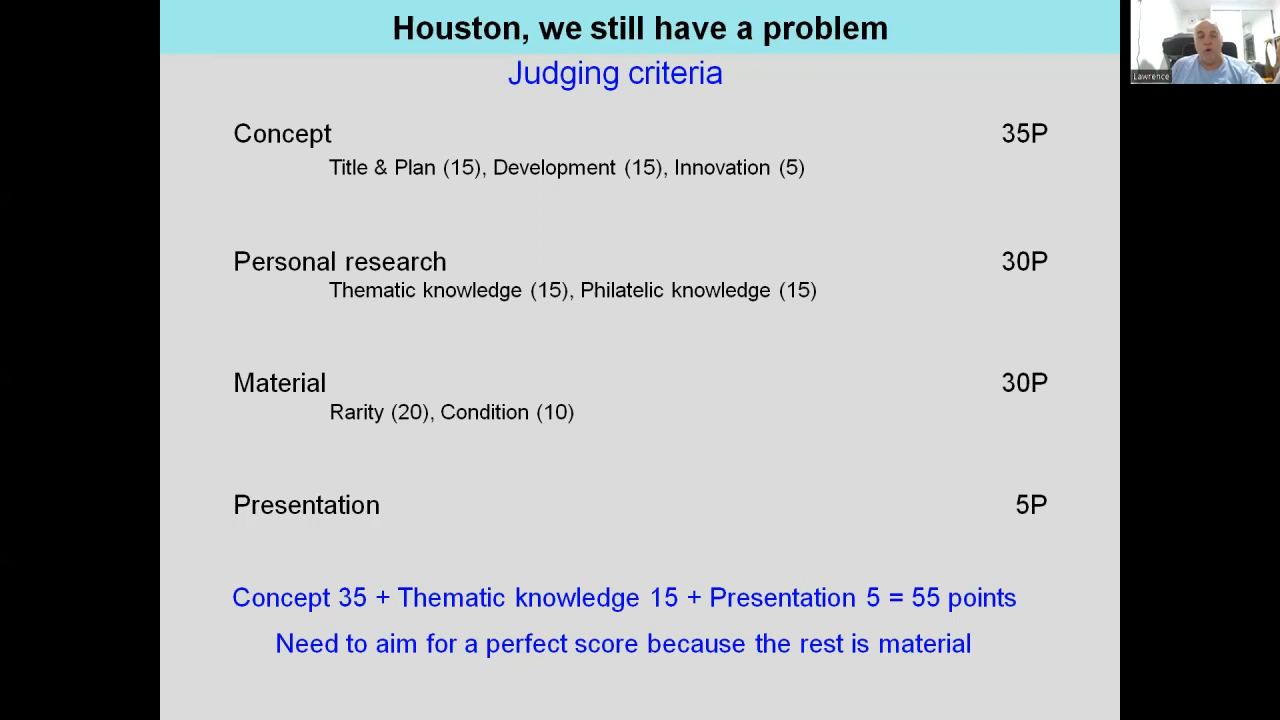 Houston, we still have a problem
Lawrence
Judging criteria
Concept 35P
Title & Plan (15), Development (15), Innovation (5)
Personal research 30P
Thematic knowledge (15), Philatelic knowledge (15)
Material 30P
Rarity (20), Condition (10)
Presentation 5P
Concept 35 + Thematic knowledge 15 + Presentation 5 = 55 points
Need to aim for a perfect score because the rest is material